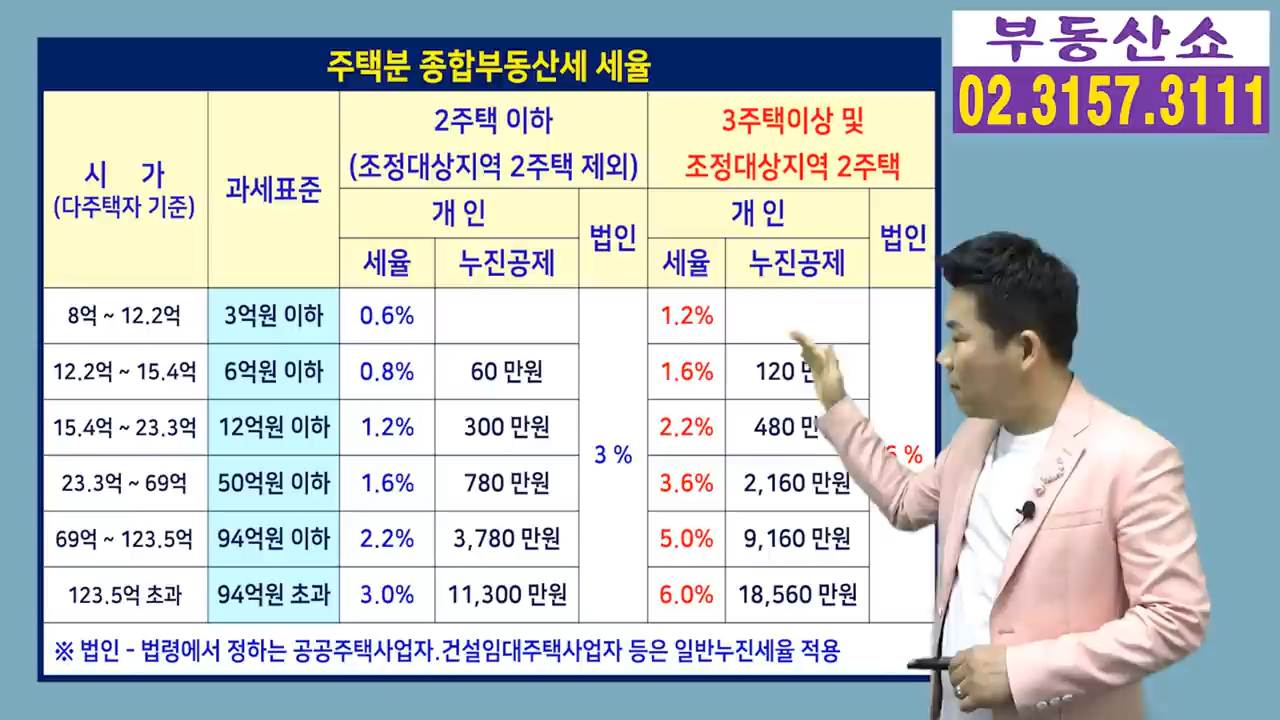 부동산쇼
02.3157.3111
주택분 종합부동산세 세율
시 가
(다주택자 기준)
과세표준
2주택 이하
(조정대상지역 2주택 제외)
3주택이상 및
조정대상지역 2주택
개 인
법인
개 인
법인
세율
누진공제
세율
누진공제
8억 ~ 12.2억
3억원 이하
0.6%
1.2%
12.2억 ~ 15.4억
6억원 이하
0.8%
60 만원
1.6%
120
15.4억 ~ 23.3억
12억원 이하
1.2%
300 만원
2.2%
480
3 %
%
23.3억 ~ 69억
50억원 이하
1.6%
780 만원
3.6%
2,160 만원
69억 ~ 123.5억
94억원 이하
2.2%
3,780 만원
5.0%
9,160 만원
123.5억 초과
94억원 초과
3.0%
11,300 만원
6.0%
18,560 만원
※ 법인 - 법령에서 정하는 공공주택사업자.건설임대주택사업자 등은 일반누진세율 적용